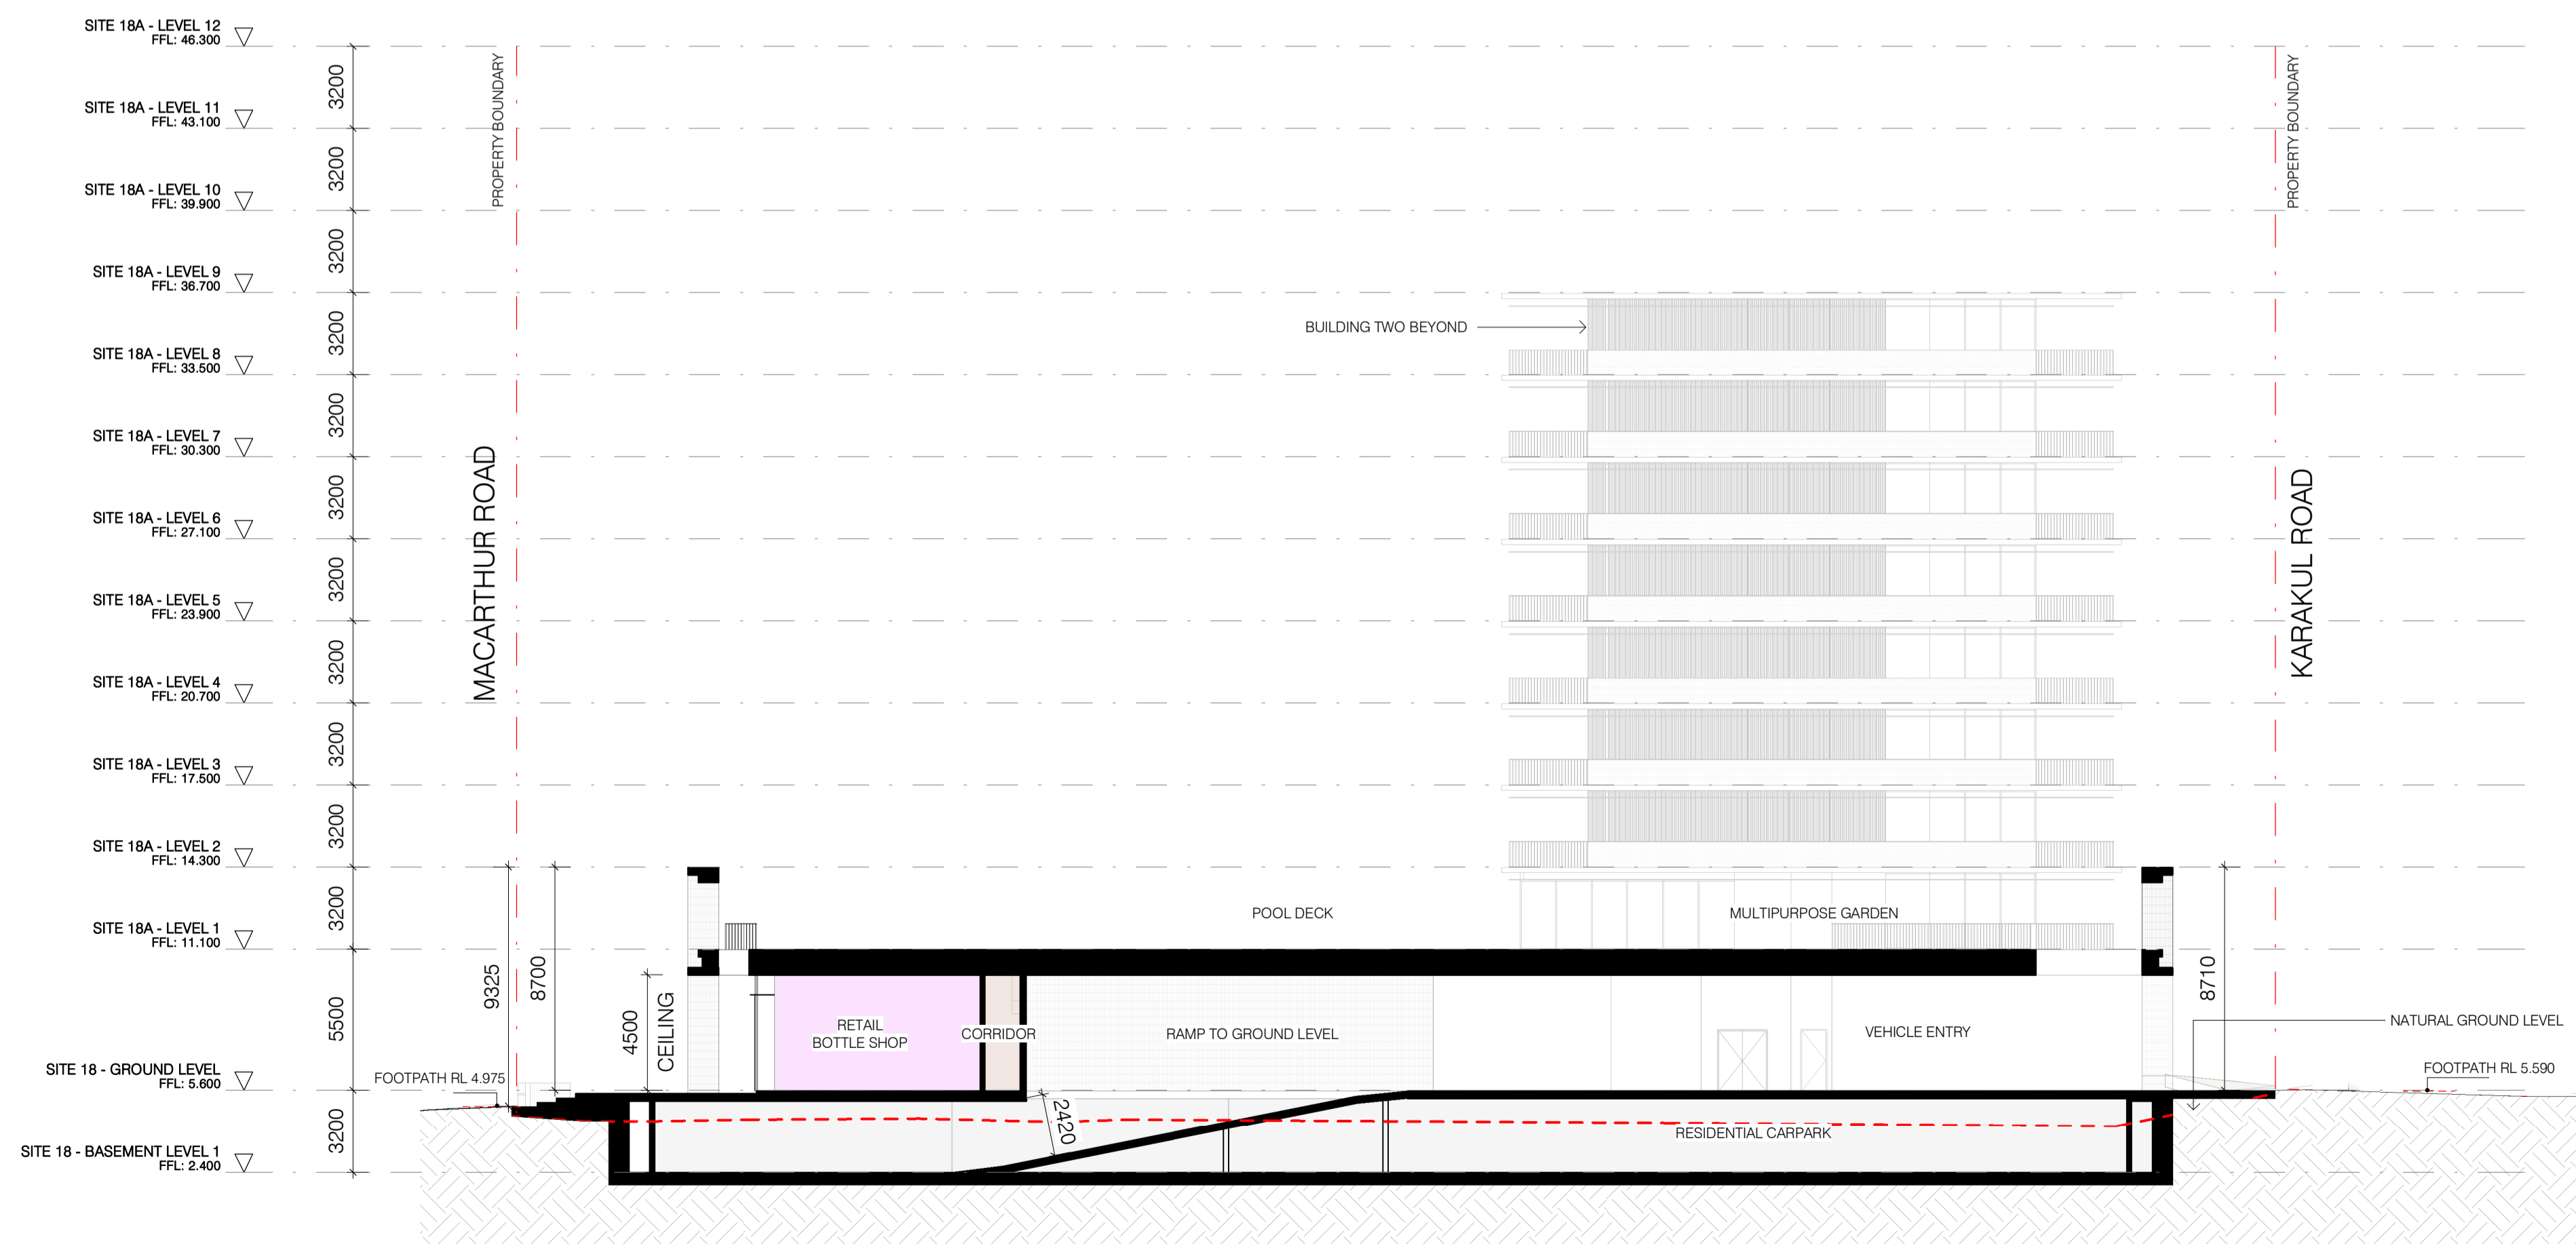 SITE 18A - LEVEL 12
FFL: 46.300
SITE 18A - LEVEL 11
FFL: 43.100
SITE 18A - LEVEL 10
FFL: 39.900
SITE 18A - LEVEL 9
FFL: 36.700
SITE 18A - LEVEL 8
FFL: 33.500
SITE 18A - LEVEL 7
FFL: 30.300
SITE 18A - LEVEL 6
FFL: 27.100
SITE 18A - LEVEL 5
FFL: 23.900
SITE 18A - LEVEL 4
FFL: 20.700
SITE 18A - LEVEL 3
FFL: 17.500
SITE 18A - LEVEL 2
FFL: 14.300
SITE 18A - LEVEL 1
FFL: 11.100
SITE 18 - GROUND LEVEL
FFL: 5.600
SITE 18 - BASEMENT LEVEL 1
FFL: 2.400
3200
3200
3200
3200
3200
3200
3200
3200
3200
3200
3200
5500
3200
PROPERTY BOUNDARY
MACARTHUR ROAD
9325
8700
4500
CEILING
FOOTPATH RL 4.975
BUILDING TWO BEYOND
POOL DECK
MULTIPURPOSE GARDEN
RETAIL
BOTTLE SHOP
CORRIDOR
RAMP TO GROUND LEVEL
VEHICLE ENTRY
2420
RESIDENTIAL CARPARK
PROPERTY BOUNDARY
KARAKUL ROAD
8710
NATURAL GROUND LEVEL
FOOTPATH RL 5.590